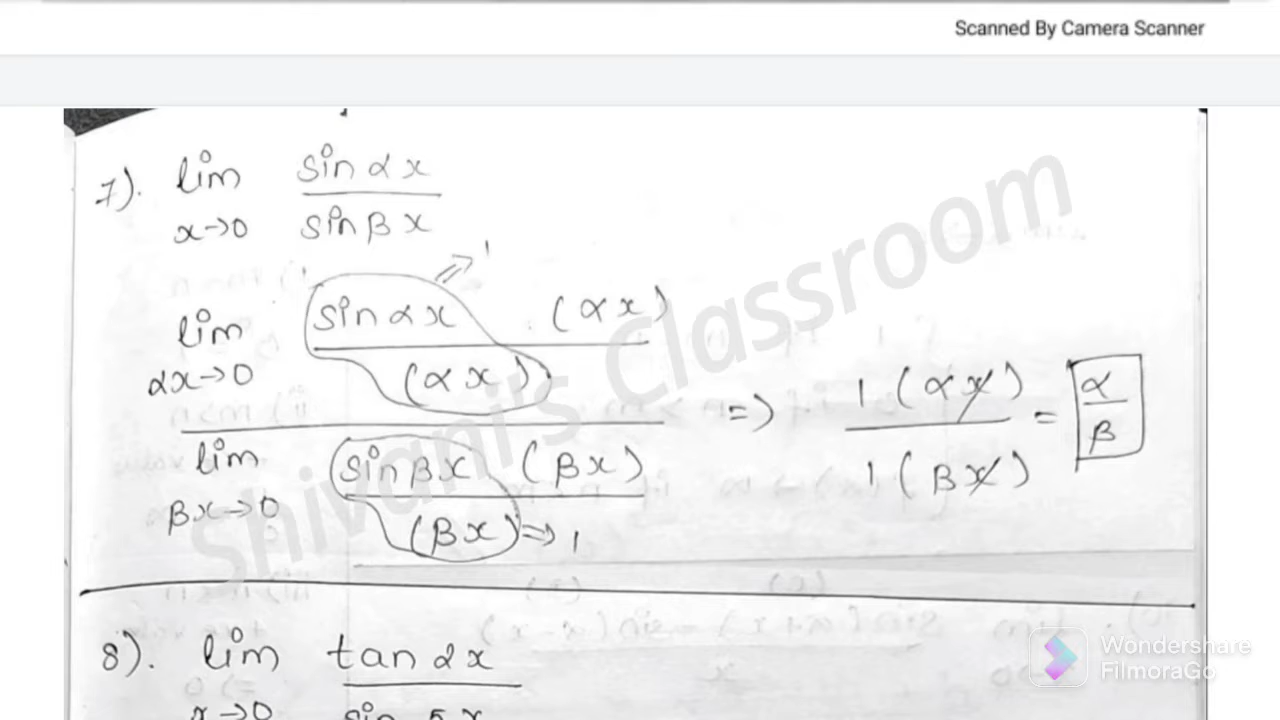 Scanned By Camera Scanner
7). lim sin αx
x→0 sin βx
⇒ 1
lim sin αx (αx)
αx→0 (αx)
⇒ 1 (αx) = α
1 (βx) β
lim sin βx (βx)
βx→0 (βx) ⇒ 1
Shivani's Classroom
8). lim tan αx
x→0
Wondershare
FilmoraGo